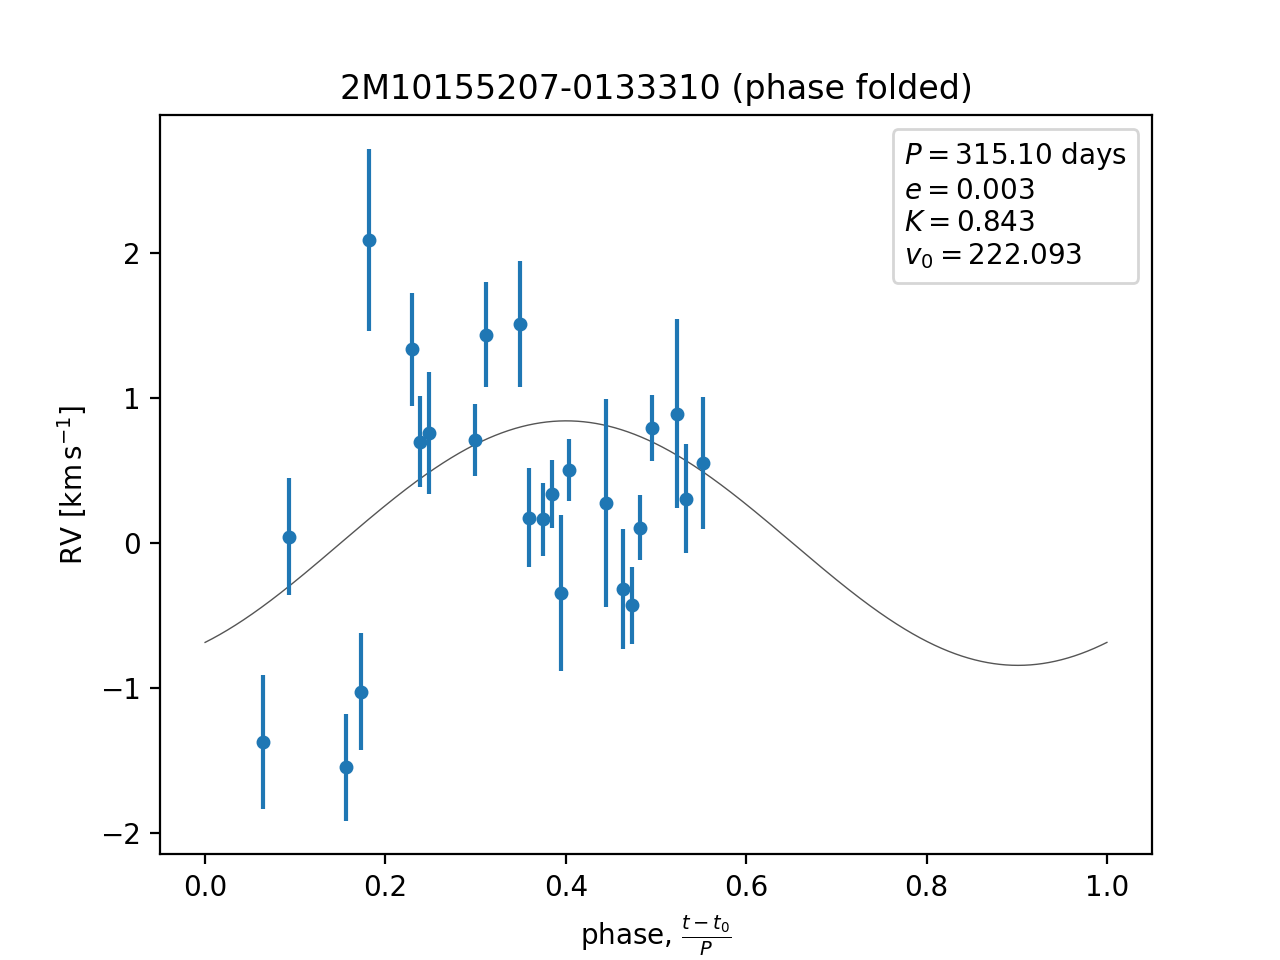 2M10155207-0133310 (phase folded)
P = 315.10 days
e = 0.003
K = 0.843
v₀ = 222.093
RV [km s⁻¹]
2
1
0
−1
−2
0.0 0.2 0.4 0.6 0.8 1.0
phase, (t − t₀)/P